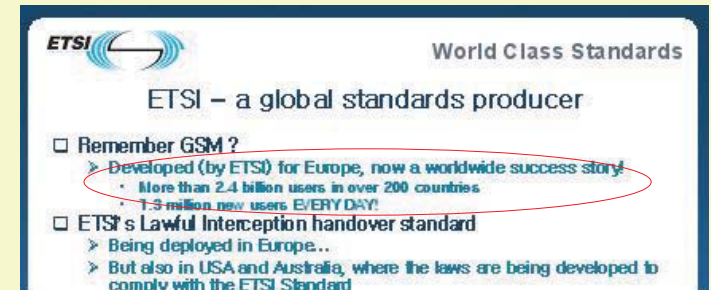 ETSI
World Class Standards
ETSI – a global standards producer
Remember GSM ?
Developed (by ETSI) for Europe, now a worldwide success story!
More than 2.4 billion users in over 200 countries
1.3 million new users EVERY DAY!
ETSI's Lawful Interception handover standard
Being deployed in Europe...
But also in USA and Australia, where the laws are being developed to
comply with the ETSI Standard